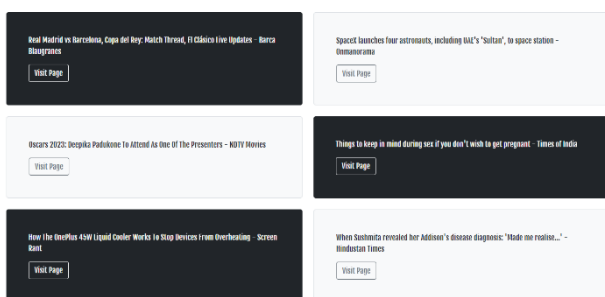 Real Madrid vs Barcelona, Copa del Rey: Match Thread, El Clásico Live Updates - Barca
Blaugranes
Visit Page
SpaceX launches four astronauts, including UAE's 'Sultan', to space station -
Onmanorama
Visit Page
Oscars 2023: Deepika Padukone To Attend As One Of The Presenters - NDTV Movies
Visit Page
Things to keep in mind during sex if you don't wish to get pregnant - Times of India
Visit Page
How The OnePlus 45W Liquid Cooler Works To Stop Devices From Overheating - Screen
Rant
Visit Page
When Sushmita revealed her Addison's disease diagnosis: 'Made me realise...' -
Hindustan Times
Visit Page